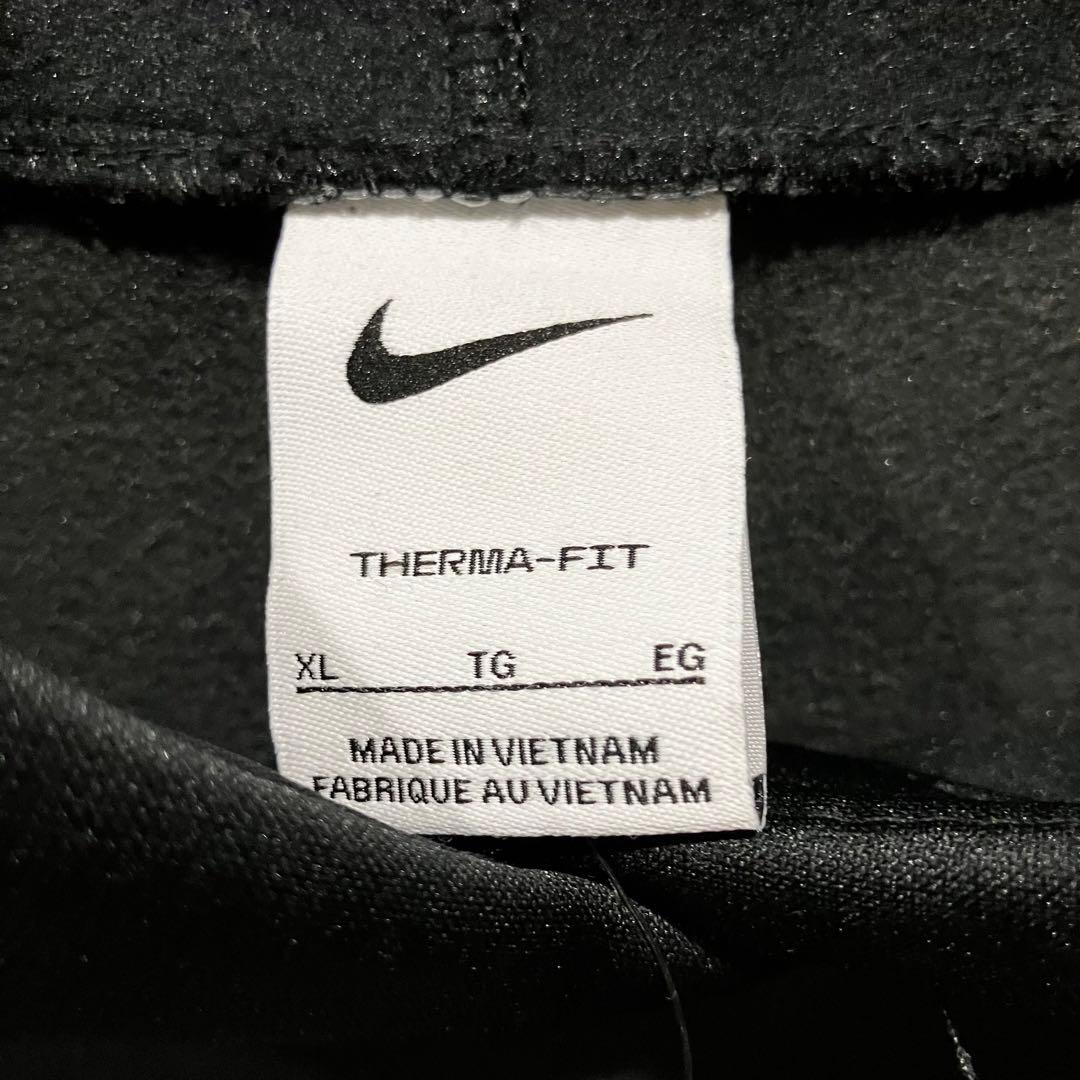 THERMA-FIT
XL TG EG
MADE IN VIETNAM
FABRIQUE AU VIETNAM